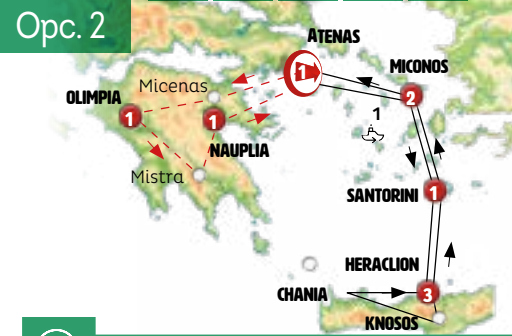 Opc. 2
ATENAS
1
MICONOS
Micenas
2
OLIMPIA
1
1
1
NAUPLIA
Mistra
SANTORINI
1
HERACLION
CHANIA
3
KNOSOS